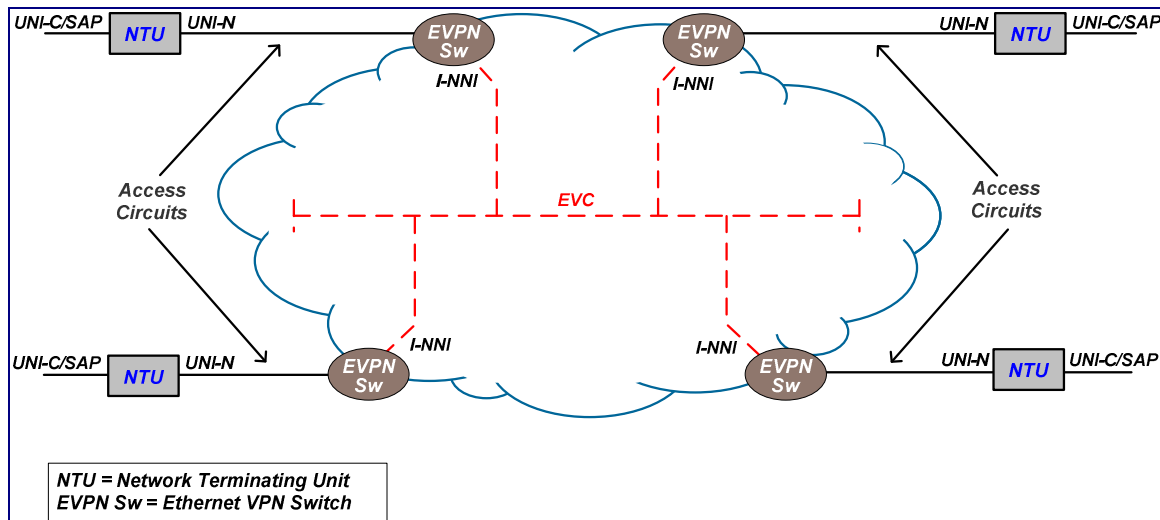 UNI-C/SAP
NTU
UNI-N
EVPN
Sw
EVPN
Sw
UNI-N
NTU
UNI-C/SAP
I-NNI
I-NNI
Access
Circuits
EVC
Access
Circuits
I-NNI
I-NNI
UNI-C/SAP
NTU
UNI-N
EVPN
Sw
EVPN
Sw
UNI-N
NTU
UNI-C/SAP
NTU = Network Terminating Unit
EVPN Sw = Ethernet VPN Switch